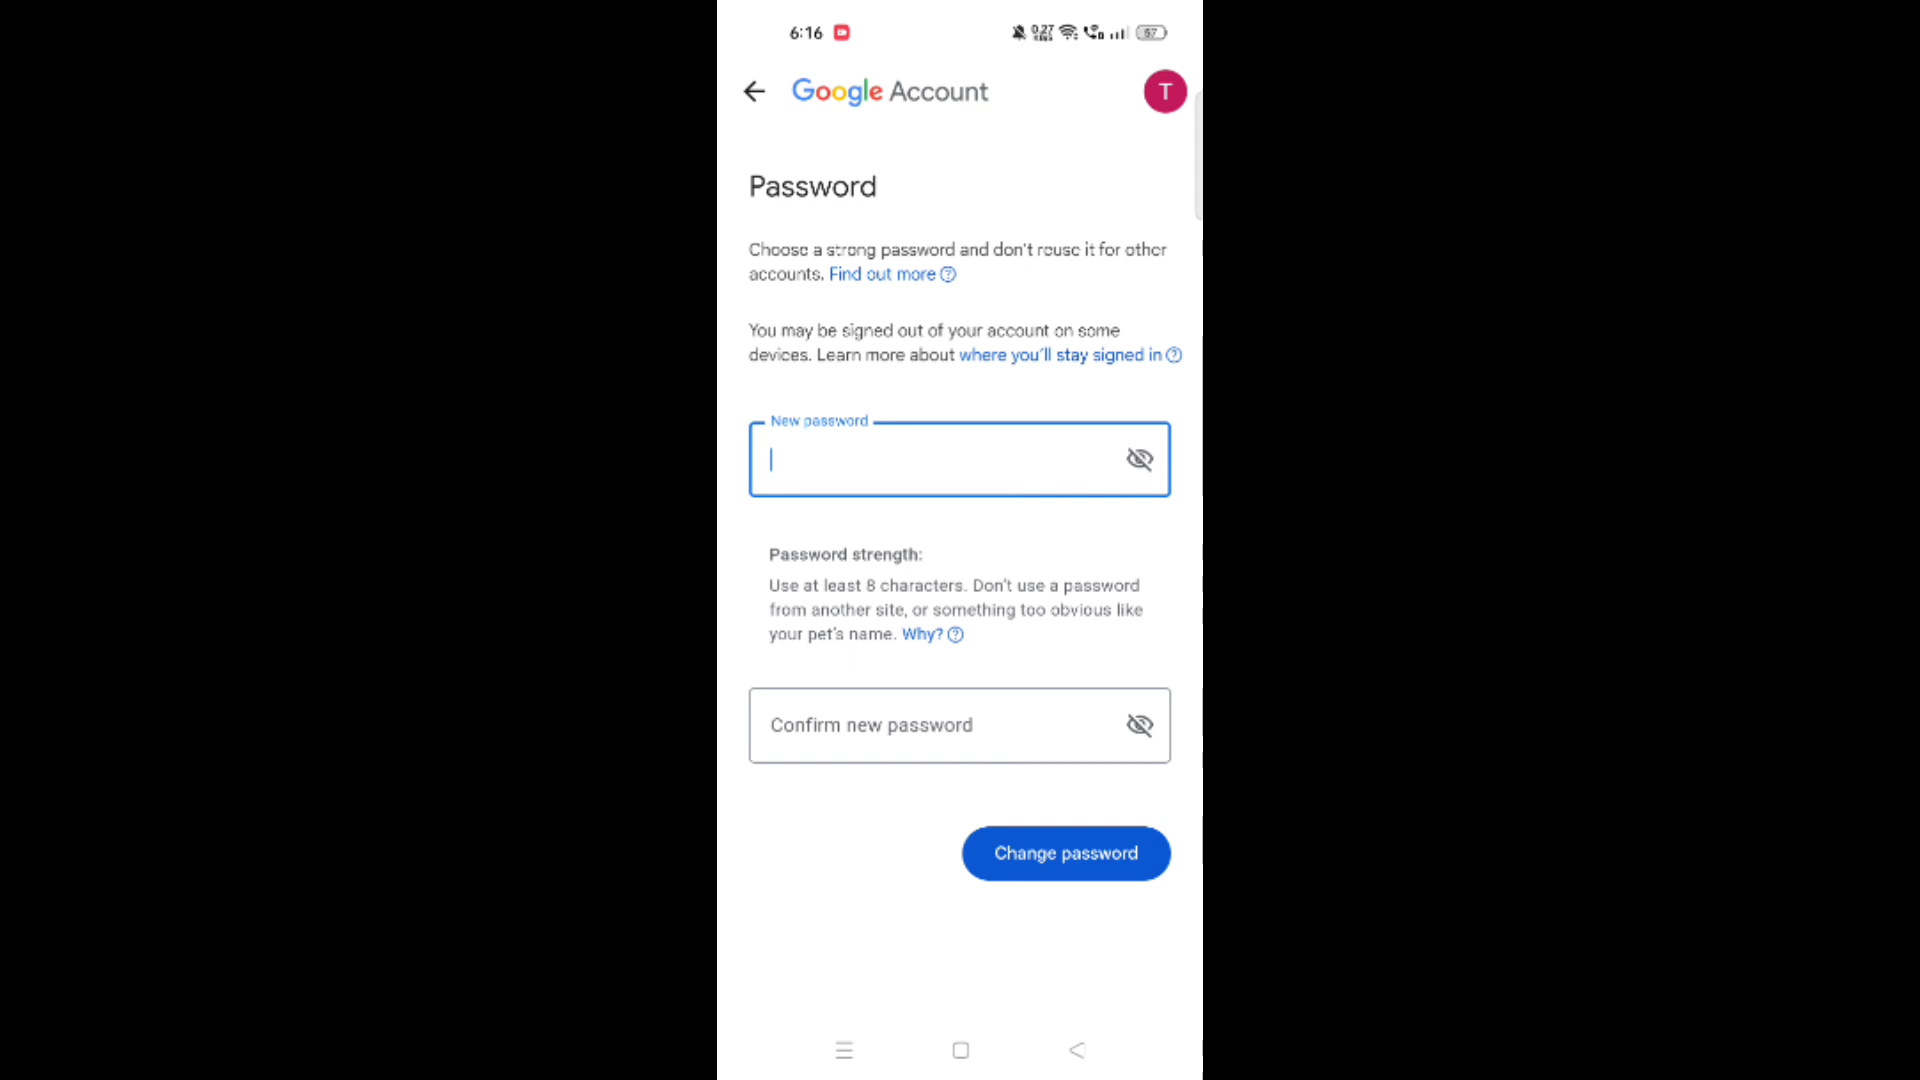 6:16
0.27
67
Google Account
T
Password
Choose a strong password and don't reuse it for other
accounts. Find out more
You may be signed out of your account on some
devices. Learn more about where you'll stay signed in
New password
Password strength:
Use at least 8 characters. Don't use a password
from another site, or something too obvious like
your pet's name. Why?
Confirm new password
Change password